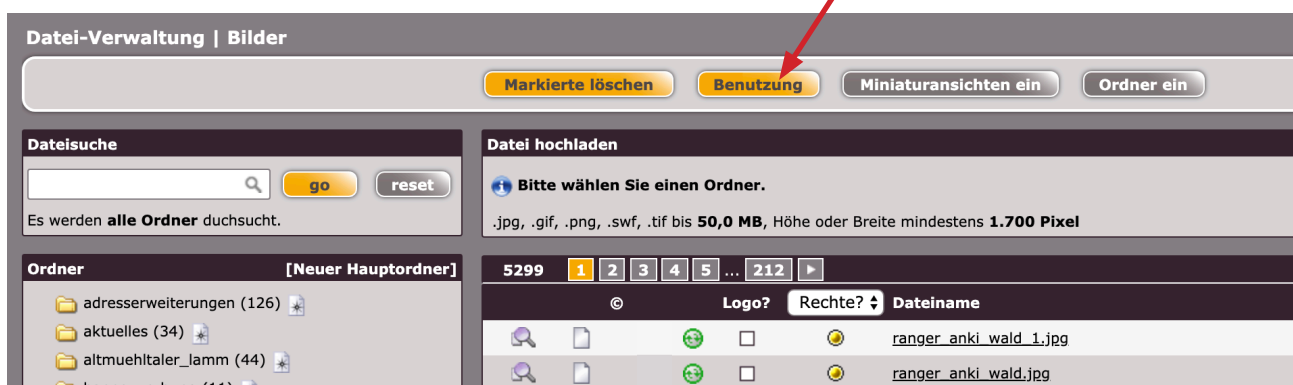 Datei-Verwaltung | Bilder
Markierte löschen Benutzung Miniaturansichten ein Ordner ein
Dateisuche
go reset
Es werden alle Ordner duchsucht.
Datei hochladen
Bitte wählen Sie einen Ordner.
.jpg, .gif, .png, .swf, .tif bis 50,0 MB, Höhe oder Breite mindestens 1.700 Pixel
Ordner [Neuer Hauptordner]
adresserweiterungen (126)
aktuelles (34)
altmuehltaler_lamm (44)
5299 1 2 3 4 5 ... 212
© Logo? Rechte? Dateiname
ranger_anki_wald_1.jpg
ranger_anki_wald.jpg